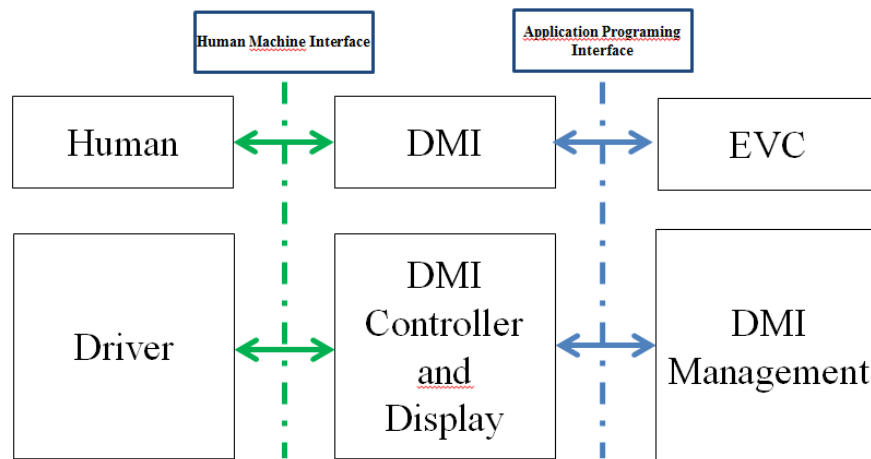 Human Machine Interface
Application Programing
Interface
Human
DMI
EVC
Driver
DMI
Controller
and
Display
DMI
Management